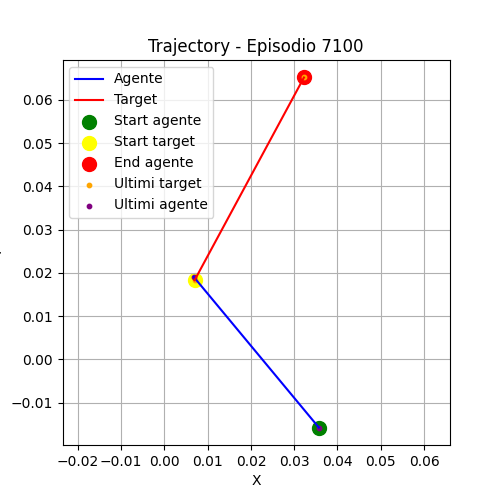 Trajectory - Episodio 7100
Agente
Target
Start agente
Start target
End agente
Ultimi target
Ultimi agente
0.06
0.05
0.04
0.03
0.02
0.01
0.00
−0.01
−0.02 −0.01 0.00 0.01 0.02 0.03 0.04 0.05 0.06
X